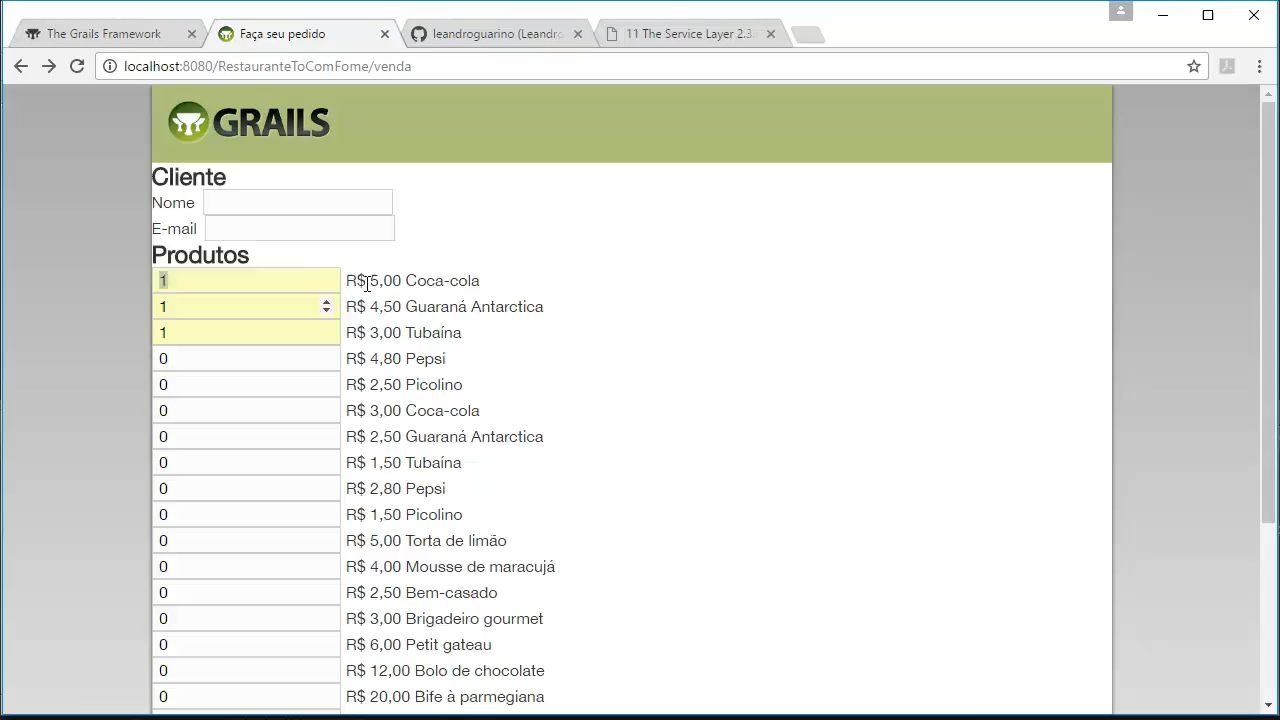 The Grails Framework
Faça seu pedido
leandroguarino (Leandro
11 The Service Layer 2.3.
localhost:8080/RestauranteToComFome/venda
GRAILS
Cliente
Nome
E-mail
Produtos
1 R$ 5,00 Coca-cola
1 R$ 4,50 Guaraná Antarctica
1 R$ 3,00 Tubaína
0 R$ 4,80 Pepsi
0 R$ 2,50 Picolino
0 R$ 3,00 Coca-cola
0 R$ 2,50 Guaraná Antarctica
0 R$ 1,50 Tubaína
0 R$ 2,80 Pepsi
0 R$ 1,50 Picolino
0 R$ 5,00 Torta de limão
0 R$ 4,00 Mousse de maracujá
0 R$ 2,50 Bem-casado
0 R$ 3,00 Brigadeiro gourmet
0 R$ 6,00 Petit gateau
0 R$ 12,00 Bolo de chocolate
0 R$ 20,00 Bife à parmegiana